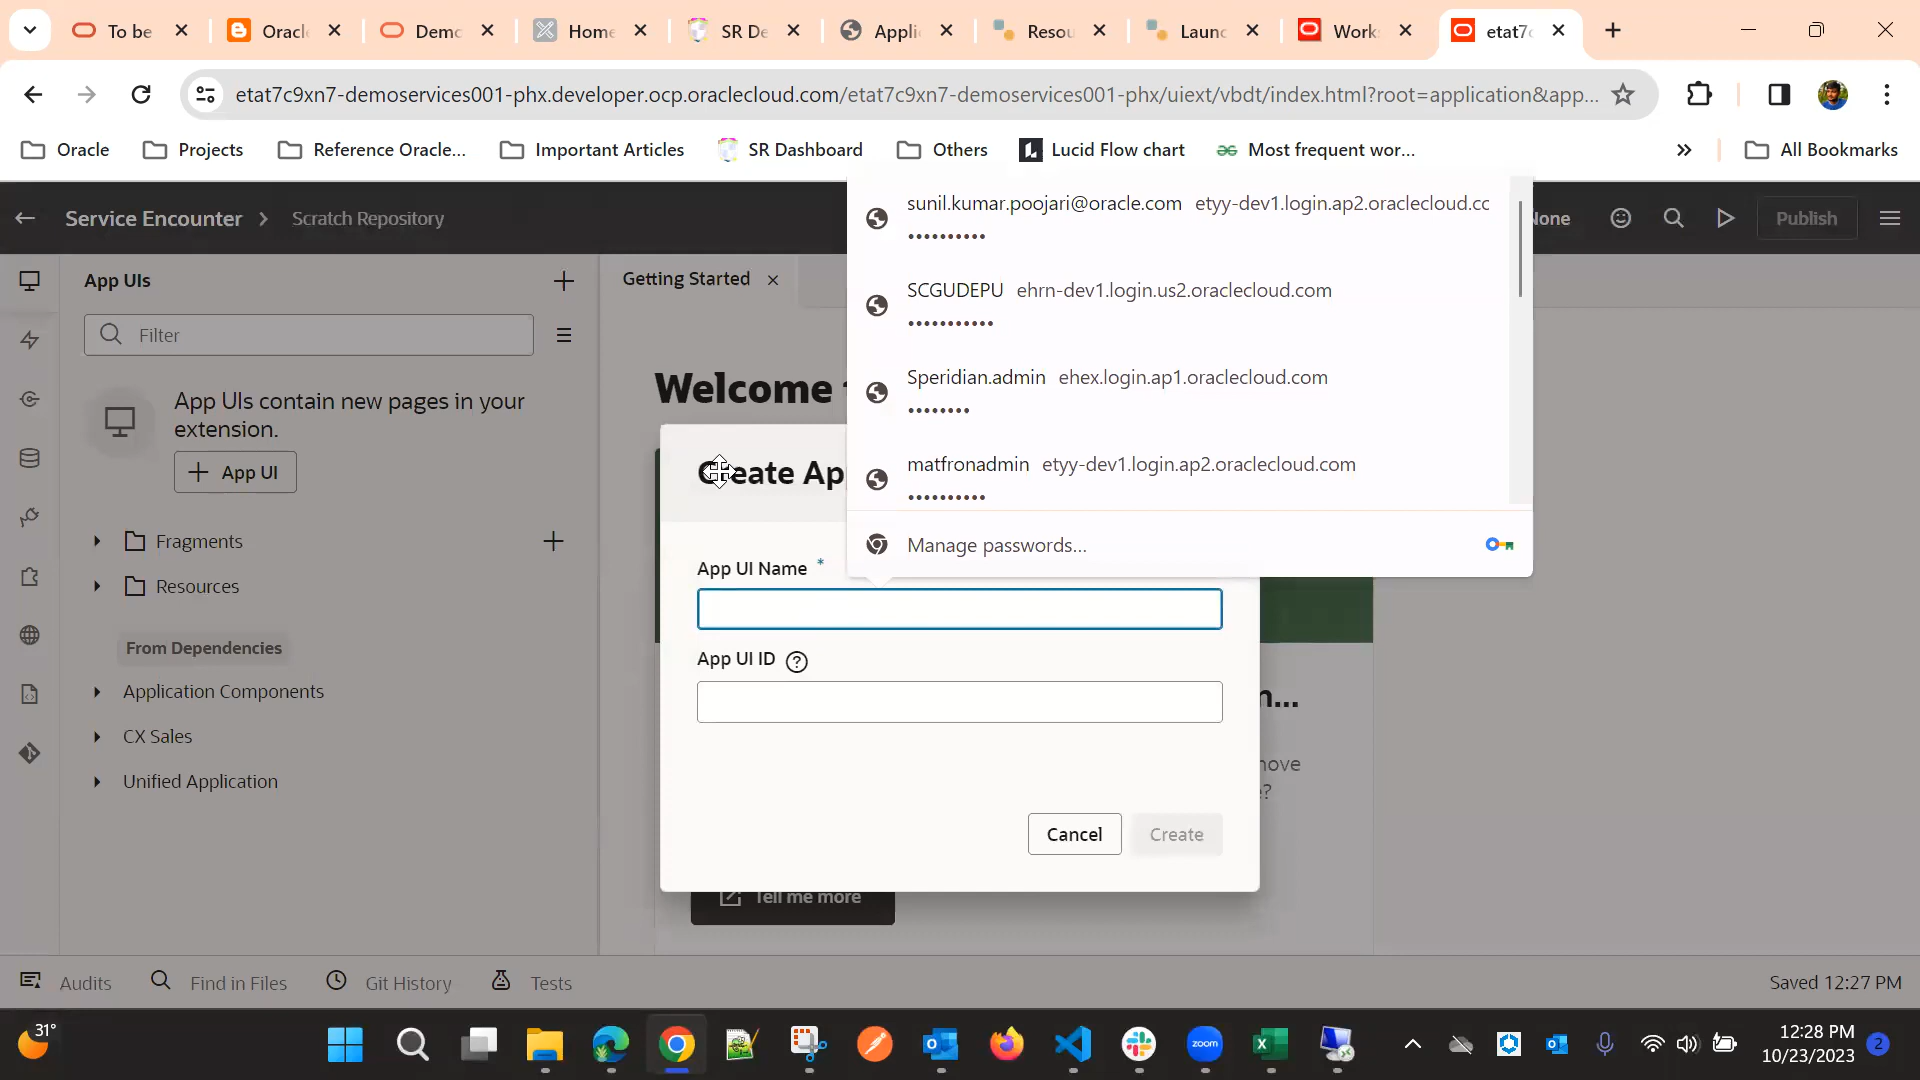 To be
Oracl
Demo
Home
SR De
Appli
Resou
Launc
Work
etat7c
etat7c9xn7-demoservices001-phx.developer.ocp.oraclecloud.com/etat7c9xn7-demoservices001-phx/uiext/vbdt/index.html?root=application&app...
Oracle
Projects
Reference Oracle...
Important Articles
SR Dashboard
Others
Lucid Flow chart
Most frequent wor...
All Bookmarks
Service Encounter
Scratch Repository
None
Publish
sunil.kumar.poojari@oracle.com etyy-dev1.login.ap2.oraclecloud.cc
••••••••••
SCGUDEPU ehrn-dev1.login.us2.oraclecloud.com
•••••••••••
Speridian.admin ehex.login.ap1.oraclecloud.com
••••••••
matfronadmin etyy-dev1.login.ap2.oraclecloud.com
••••••••••
Manage passwords...
App UIs
Filter
App UIs contain new pages in your
extension.
+ App UI
Fragments
Resources
From Dependencies
Application Components
CX Sales
Unified Application
Getting Started
Welcome
Create Ap
App UI Name *
App UI ID
Cancel
Create
n...
nove
?
Tell me more
Audits
Find in Files
Git History
Tests
Saved 12:27 PM
31°
zoom
12:28 PM
10/23/2023
2